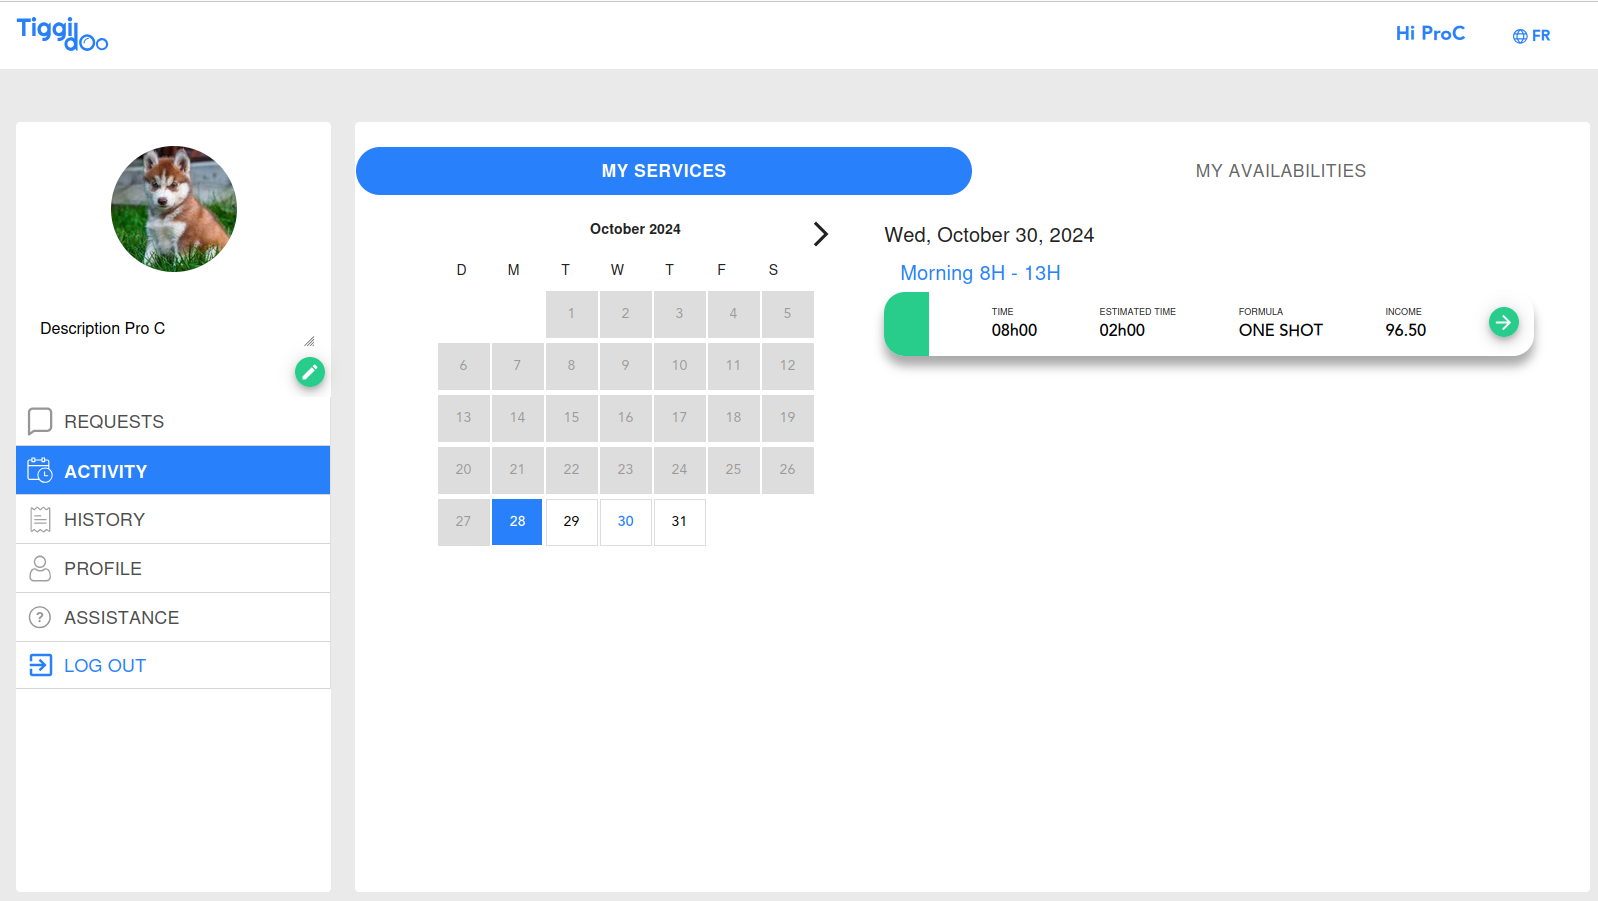 Tiggidoo
Hi ProC
FR
Description Pro C
REQUESTS
ACTIVITY
HISTORY
PROFILE
ASSISTANCE
LOG OUT
MY SERVICES
MY AVAILABILITIES
October 2024
D M T W T F S
1 2 3 4 5
6 7 8 9 10 11 12
13 14 15 16 17 18 19
20 21 22 23 24 25 26
27 28 29 30 31
Wed, October 30, 2024
Morning 8H - 13H
TIME ESTIMATED TIME FORMULA INCOME
08h00 02h00 ONE SHOT 96.50